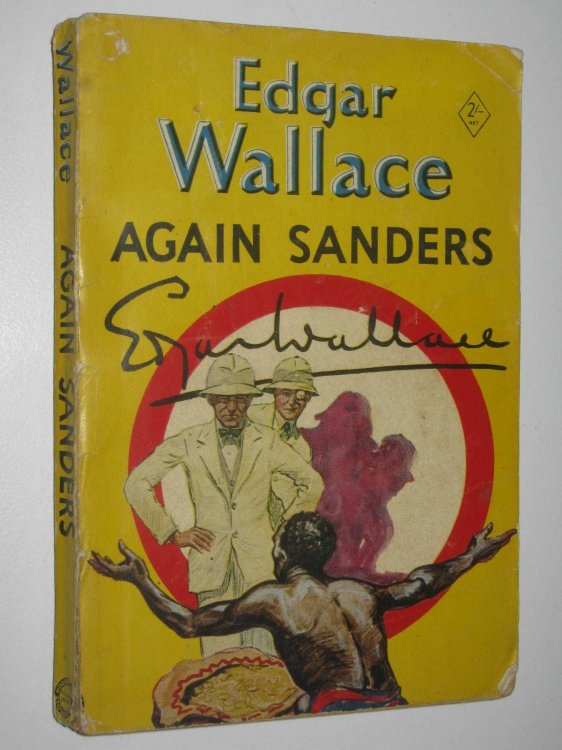 Edgar
Wallace
AGAIN SANDERS
2/-
NET
Edgar Wallace
Wallace AGAIN SANDERS